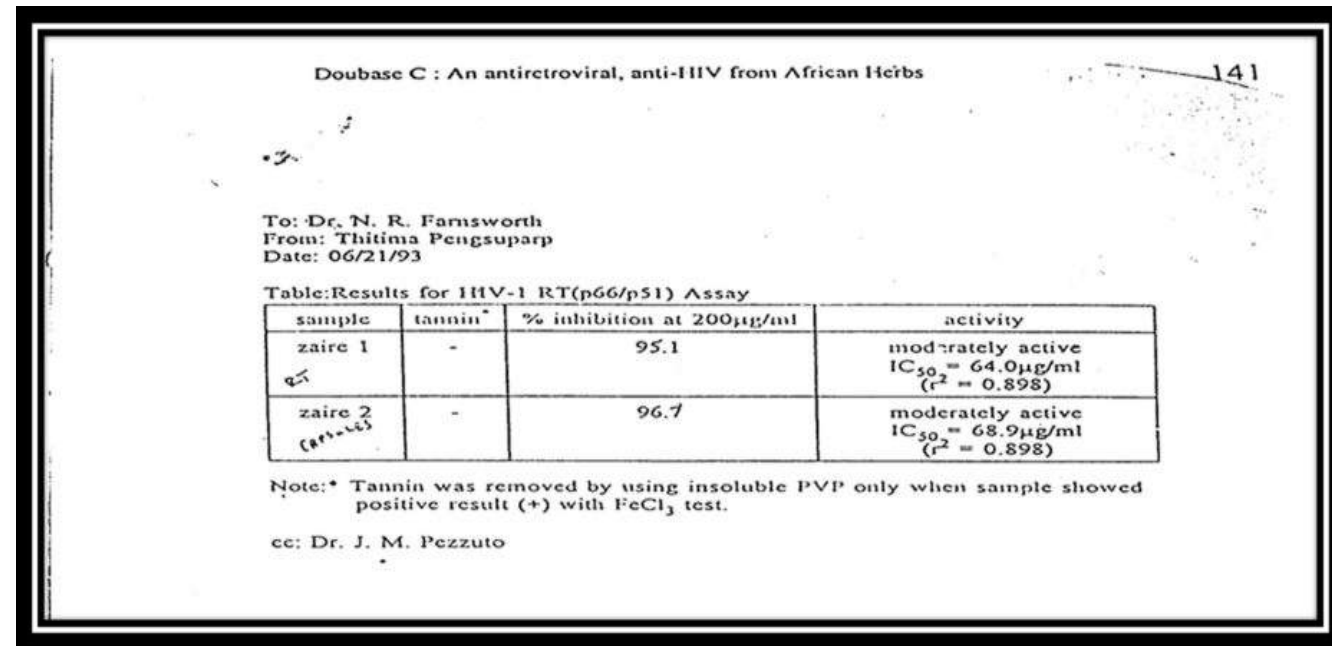 Doubase C : An antiretroviral, anti-HIV from African Herbs
141
To: Dr. N. R. Farnsworth
From: Thitima Pengsuparp
Date: 06/21/93
Table:Results for HIV-1 RT(p66/p51) Assay
sample tannin* % inhibition at 200µg/ml activity
zaire 1 - 95.1 moderately active
RT IC50 = 64.0µg/ml
(r² = 0.898)
zaire 2 - 96.7 moderately active
CAPSULES IC50 = 68.9µg/ml
(r² = 0.898)
Note:* Tannin was removed by using insoluble PVP only when sample showed
positive result (+) with FeCl3 test.
cc: Dr. J. M. Pezzuto